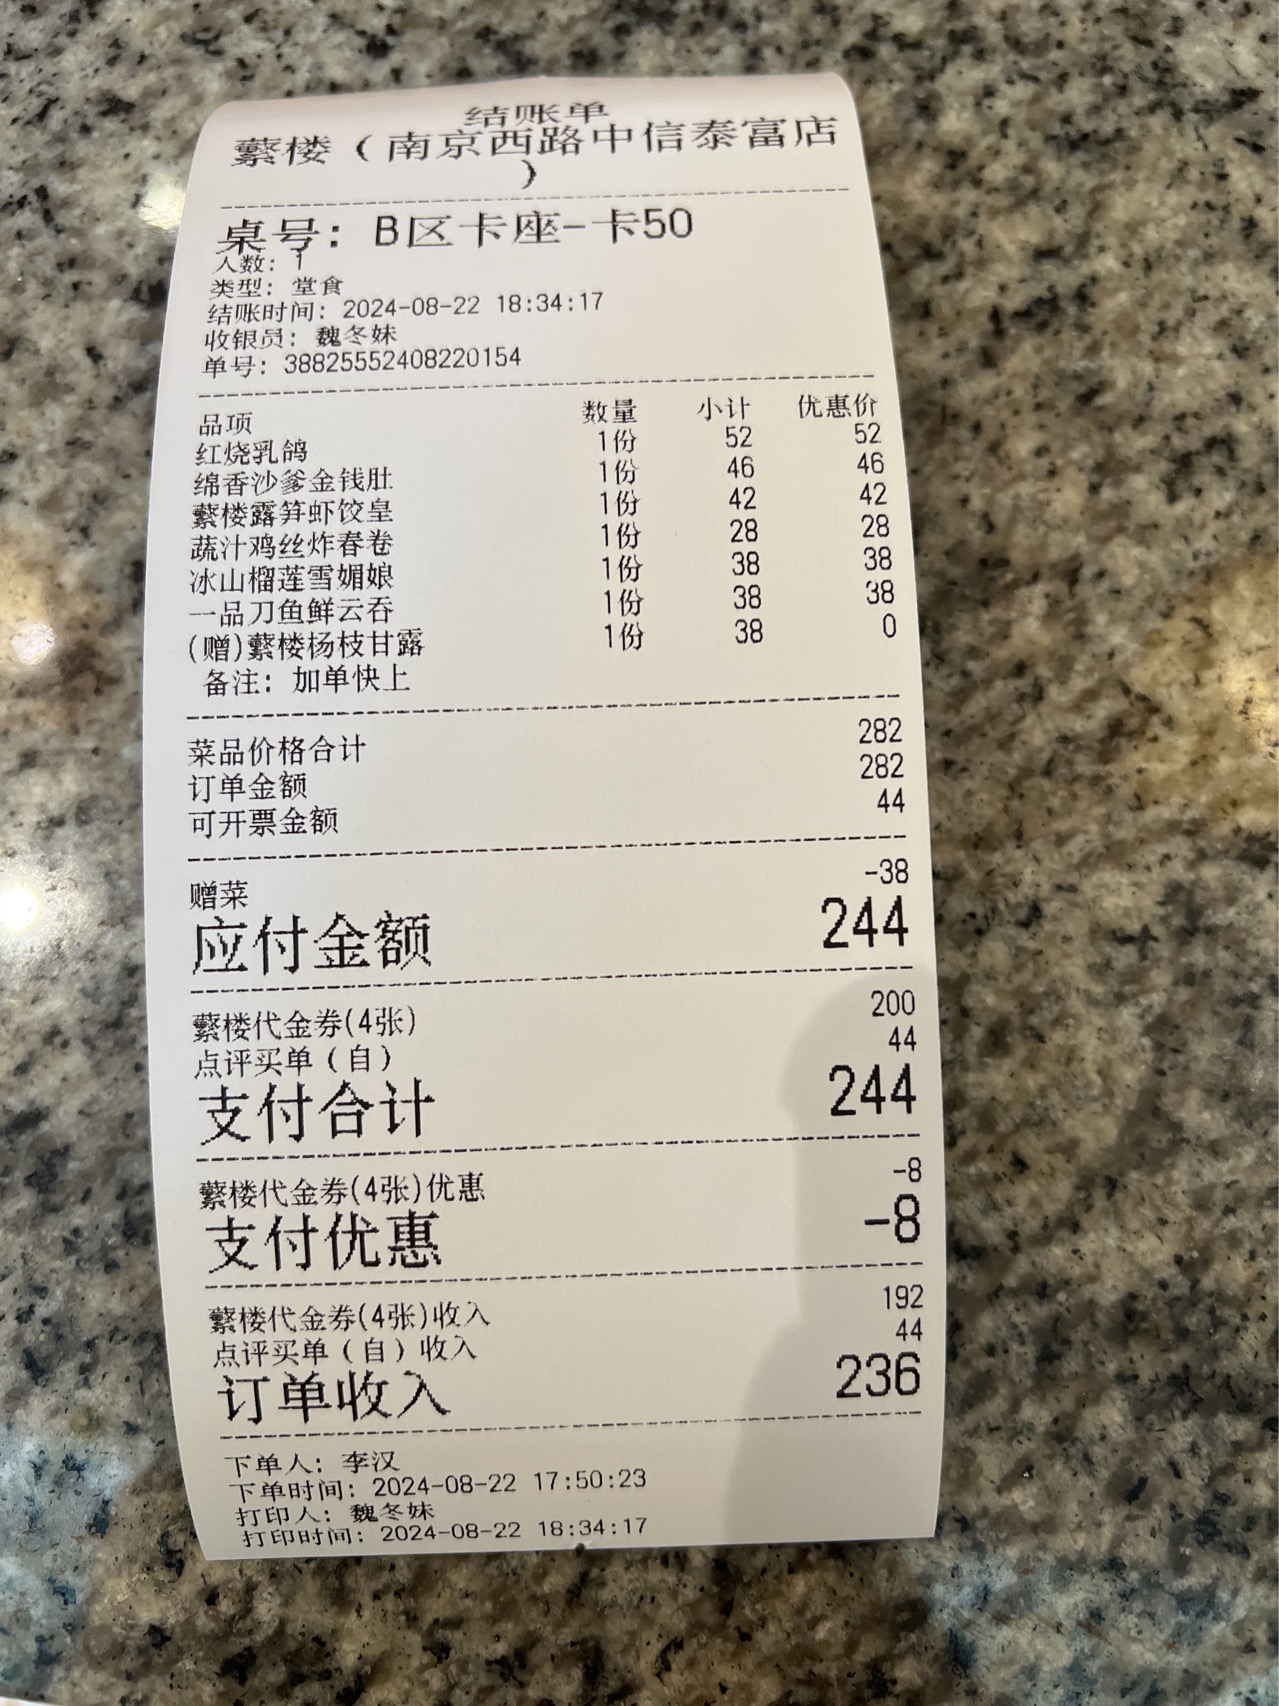 结账单
蘩楼（南京西路中信泰富店
）
桌号：B区卡座-卡50
人数：1
类型：堂食
结账时间：2024-08-22 18:34:17
收银员：魏冬妹
单号：38825552408220154
品项 数量 小计 优惠价
红烧乳鸽 1份 52 52
绵香沙爹金钱肚 1份 46 46
蘩楼露笋虾饺皇 1份 42 42
蔬汁鸡丝炸春卷 1份 28 28
冰山榴莲雪媚娘 1份 38 38
一品刀鱼鲜云吞 1份 38 38
(赠)蘩楼杨枝甘露 1份 38 0
备注：加单快上
菜品价格合计 282
订单金额 282
可开票金额 44
赠菜 -38
应付金额 244
蘩楼代金券(4张) 200
点评买单（自） 44
支付合计 244
蘩楼代金券(4张)优惠 -8
支付优惠 -8
蘩楼代金券(4张)收入 192
点评买单（自）收入 44
订单收入 236
下单人：李汉
下单时间：2024-08-22 17:50:23
打印人：魏冬妹
打印时间：2024-08-22 18:34:17